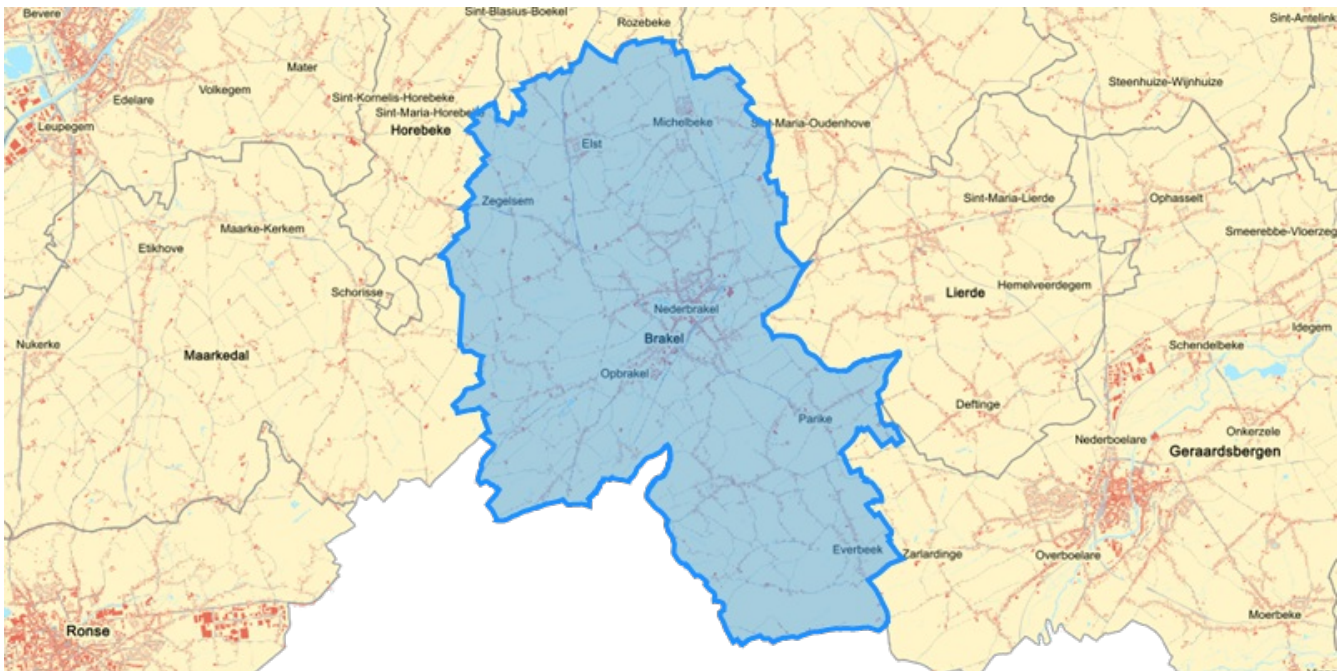 Bevere
Sint-Blasius-Boekel
Rozebeke
Sint-Antelink
Mater
Steenhuize-Wijnhuize
Volkegem
Edelare
Sint-Kornelis-Horebeke
Sint-Maria-Horebeke
Leupegem
Horebeke
Michelbeke
Sint-Maria-Oudenhove
Elst
Zegelsem
Sint-Maria-Lierde
Ophasselt
Maarke-Kerkem
Smeerebbe-Vloerzeg
Etikhove
Schorisse
Hemelveerdegem
Lierde
Nederbrakel
Idegem
Nukerke
Brakel
Schendelbeke
Maarkedal
Opbrakel
Deftinge
Parike
Onkerzele
Nederboelare
Geraardsbergen
Everbeek
Zarlardinge
Overboelare
Moerbeke
Ronse